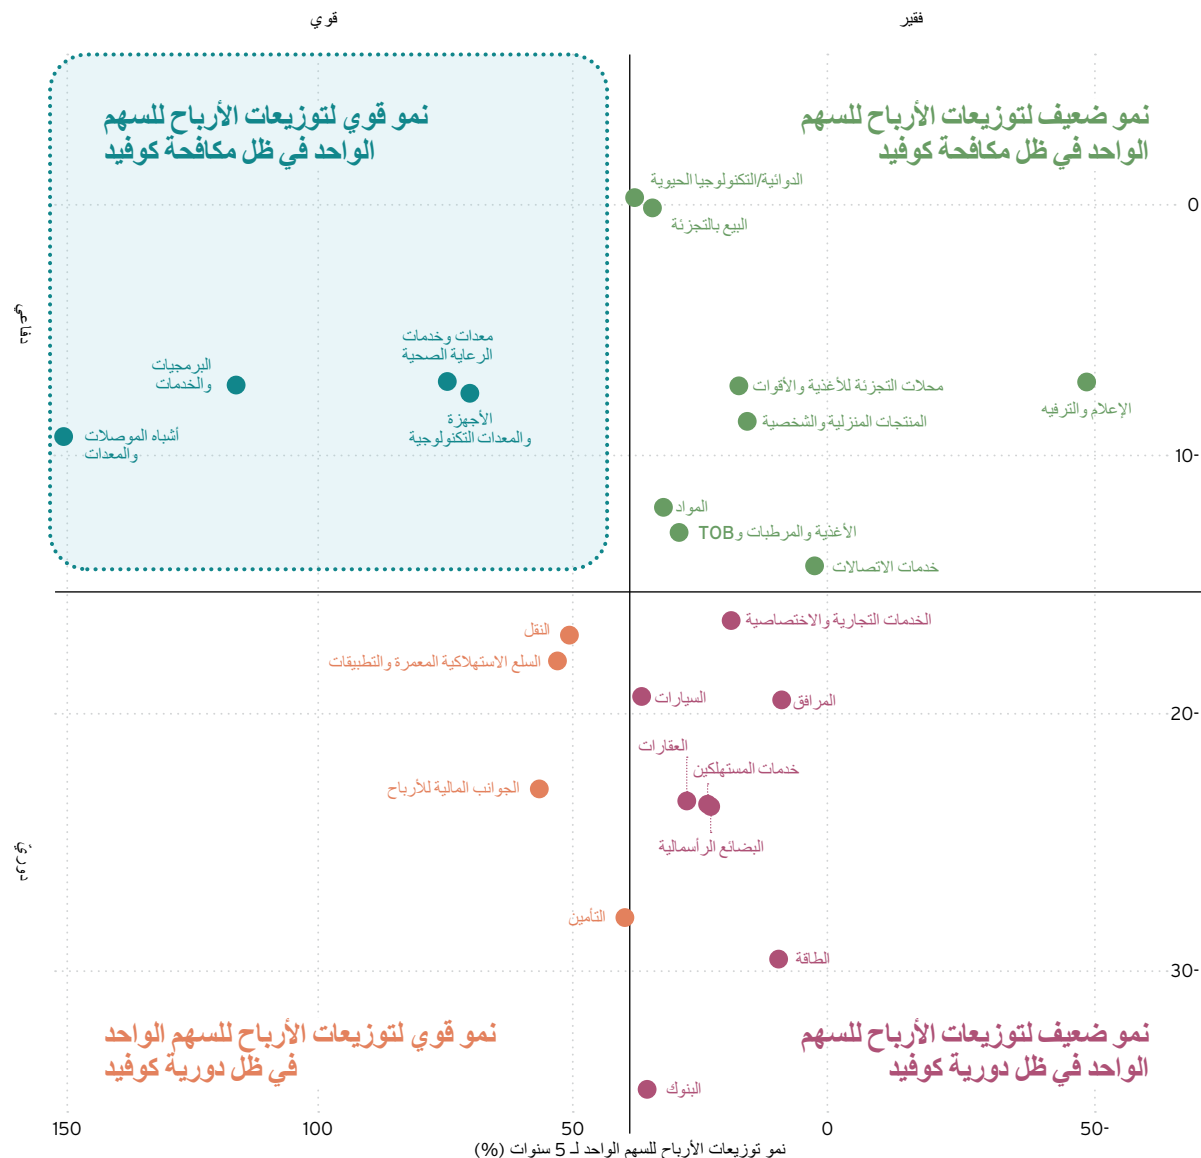 فقير
قوي
نمو ضعيف لتوزيعات الأرباح للسهم
الواحد في ظل مكافحة كوفيد
نمو قوي لتوزيعات الأرباح للسهم
الواحد في ظل مكافحة كوفيد
الدوائية/التكنولوجيا الحيوية
0
البيع بالتجزئة
دفاعي
معدات وخدمات
الرعاية الصحية
البرمجيات
والخدمات
محلات التجزئة للأغذية والأقوات
الإعلام والترفيه
المنتجات المنزلية والشخصية
الأجهزة
والمعدات التكنولوجية
أشباه الموصلات
والمعدات
10-
المواد
الأغذية والمرطبات وTOB
خدمات الاتصالات
الخدمات التجارية والاختصاصية
النقل
السلع الاستهلاكية المعمرة والتطبيقات
المرافق
السيارات
20-
العقارات
خدمات المستهلكين
الجوانب المالية للأرباح
البضائع الرأسمالية
دوريّ
التأمين
الطاقة
30-
نمو ضعيف لتوزيعات الأرباح للسهم
الواحد في ظل دورية كوفيد
نمو قوي لتوزيعات الأرباح للسهم الواحد
في ظل دورية كوفيد
البنوك
50-
0
50
100
150
نمو توزيعات الأرباح للسهم الواحد لـ 5 سنوات (%)